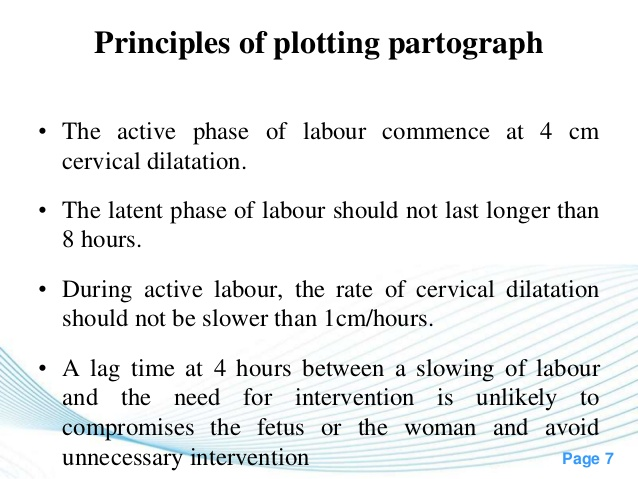 Principles of plotting partograph
• The active phase of labour commence at 4 cm
cervical dilatation.
• The latent phase of labour should not last longer than
8 hours.
• During active labour, the rate of cervical dilatation
should not be slower than 1cm/hours.
• A lag time at 4 hours between a slowing of labour
and the need for intervention is unlikely to
compromises the fetus or the woman and avoid
unnecessary intervention
Page 7